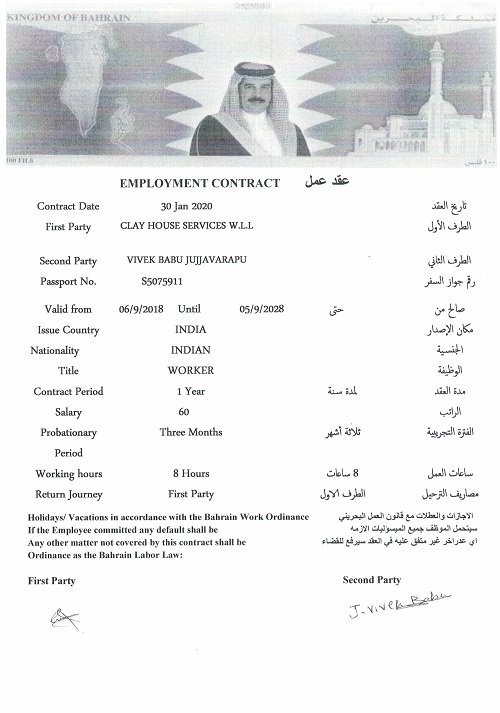 KINGDOM OF BAHRAIN مملكة البحرين
100 FILS ١٠٠ فلس
EMPLOYMENT CONTRACT عقد عمل
Contract Date 30 Jan 2020 تاريخ العقد
First Party CLAY HOUSE SERVICES W.L.L الطرف الأول
Second Party VIVEK BABU JUJJAVARAPU الطرف الثاني
Passport No. S5075911 رقم جواز السفر
Valid from 06/9/2018 Until 05/9/2028 حتى صالح من
Issue Country INDIA مكان الإصدار
Nationality INDIAN الجنسية
Title WORKER الوظيفة
Contract Period 1 Year لمدة سنة مدة العقد
Salary 60 الراتب
Probationary Three Months ثلاثة أشهر الفترة التجريبية
Period
Working hours 8 Hours 8 ساعات ساعات العمل
Return Journey First Party الطرف الاول مصاريف الترحيل
Holidays/ Vacations in accordance with the Bahrain Work Ordinance الاجازات والعطلات مع قانون العمل البحريني
If the Employee committed any default shall be سيتحمل الموظف جميع الميسوليات الازمه
Any other matter not covered by this contract shall be اي عدراخر غير متفق عليه في العقد سيرفع للقضاء
Ordinance as the Bahrain Labor Law:
First Party Second Party
J. Vivek Babu